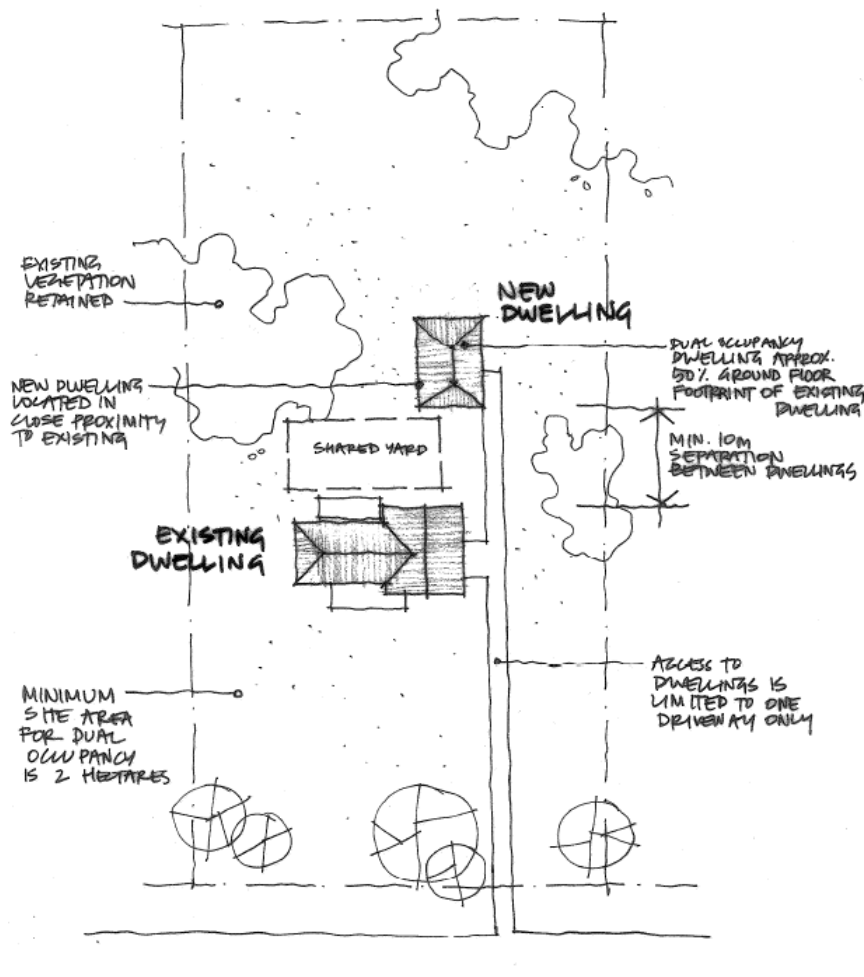 EXISTING
VEGETATION
RETAINED
NEW
DWELLING
DUAL OCCUPANCY
DWELLING APPROX.
50% GROUND FLOOR
FOOTPRINT OF EXISTING
DWELLING
NEW DWELLING
LOCATED IN
CLOSE PROXIMITY
TO EXISTING
SHARED YARD
MIN. 10m
SEPARATION
BETWEEN DWELLINGS
EXISTING
DWELLING
ACCESS TO
DWELLINGS IS
LIMITED TO ONE
DRIVEWAY ONLY
MINIMUM
SITE AREA
FOR DUAL
OCCUPANCY
IS 2 HECTARES